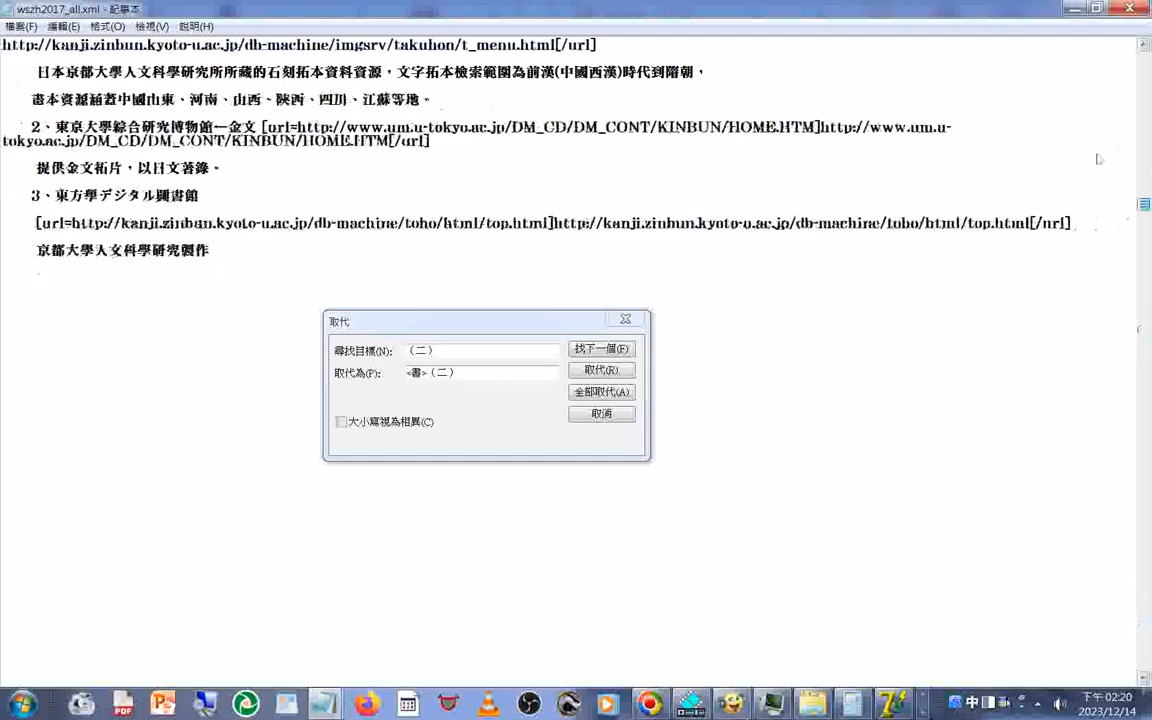 wszh2017_all.xml - 記事本
檔案(F) 編輯(E) 格式(O) 檢視(V) 說明(H)
http://kanji.zinbun.kyoto-u.ac.jp/db-machine/imgsrv/takuhon/t_menu.html[/url]
日本京都大學人文科學研究所所藏的石刻拓本資料資源，文字拓本檢索範圍為前漢(中國西漢)時代到隋朝，
畫本資源涵蓋中國山東、河南、山西、陝西、四川、江蘇等地。
2、東京大學綜合研究博物館－金文 [url=http://www.um.u-tokyo.ac.jp/DM_CD/DM_CONT/KINBUN/HOME.HTM]http://www.um.u-
tokyo.ac.jp/DM_CD/DM_CONT/KINBUN/HOME.HTM[/url]
提供金文拓片，以日文著錄。
3、東方學デジタル圖書館
[url=http://kanji.zinbun.kyoto-u.ac.jp/db-machine/toho/html/top.html]http://kanji.zinbun.kyoto-u.ac.jp/db-machine/toho/html/top.html[/url]
京都大學人文科學研究製作
取代
尋找目標(N): （二） 找下一個(F)
取代為(P): <書>（二） 取代(R)
全部取代(A)
大小寫視為相異(C) 取消
中
下午 02:20
2023/12/14